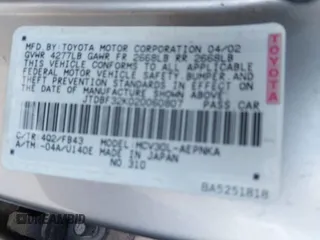 MFD. BY TOYOTA MOTOR CORPORATION 04/02
GVWR 4277LB GAWR FR 2668LB RR 2668LB
THIS VEHICLE CONFORMS TO ALL APPLICABLE
FEDERAL MOTOR VEHICLE SAFETY, BUMPER, AND
THEFT PREVENTION STANDARDS IN EFFECT ON
THE DATE OF MANUFACTURE SHOWN ABOVE.
JTDBF32K020060807 PASS. CAR
C/TR: 4Q2/FB43 MODEL: MCV30L-AEPNKA
A/TM: -04A/U140E MADE IN JAPAN
NO 310
TOYOTA
BA5251818